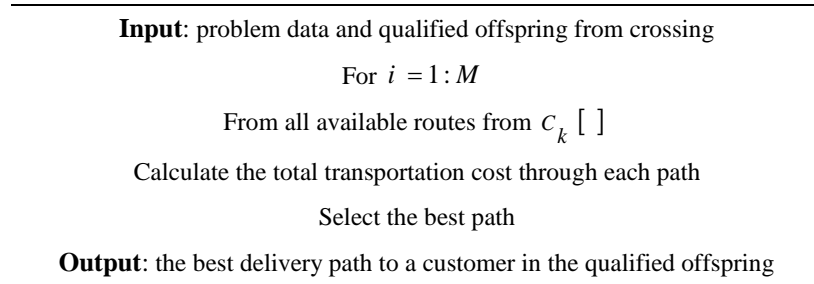 Input: problem data and qualified offspring from crossing
For i = 1 : M
From all available routes from C_k [ ]
Calculate the total transportation cost through each path
Select the best path
Output: the best delivery path to a customer in the qualified offspring